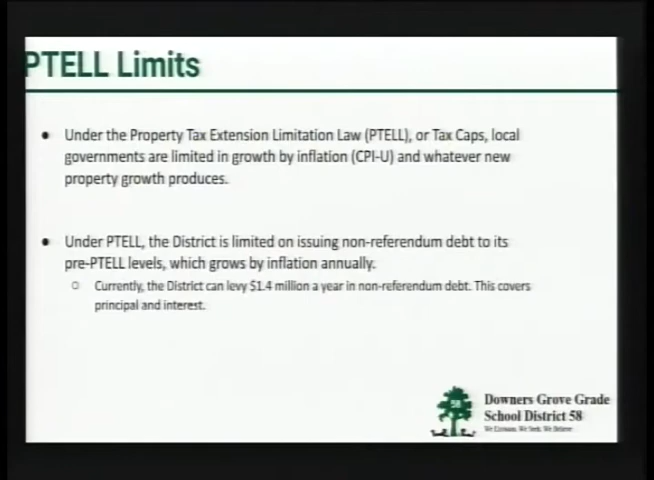 PTELL Limits
• Under the Property Tax Extension Limitation Law (PTELL), or Tax Caps, local
governments are limited in growth by inflation (CPI-U) and whatever new
property growth produces.
• Under PTELL, the District is limited on issuing non-referendum debt to its
pre-PTELL levels, which grows by inflation annually.
○ Currently, the District can levy $1.4 million a year in non-referendum debt. This covers
principal and interest.
58
Downers Grove Grade
School District 58